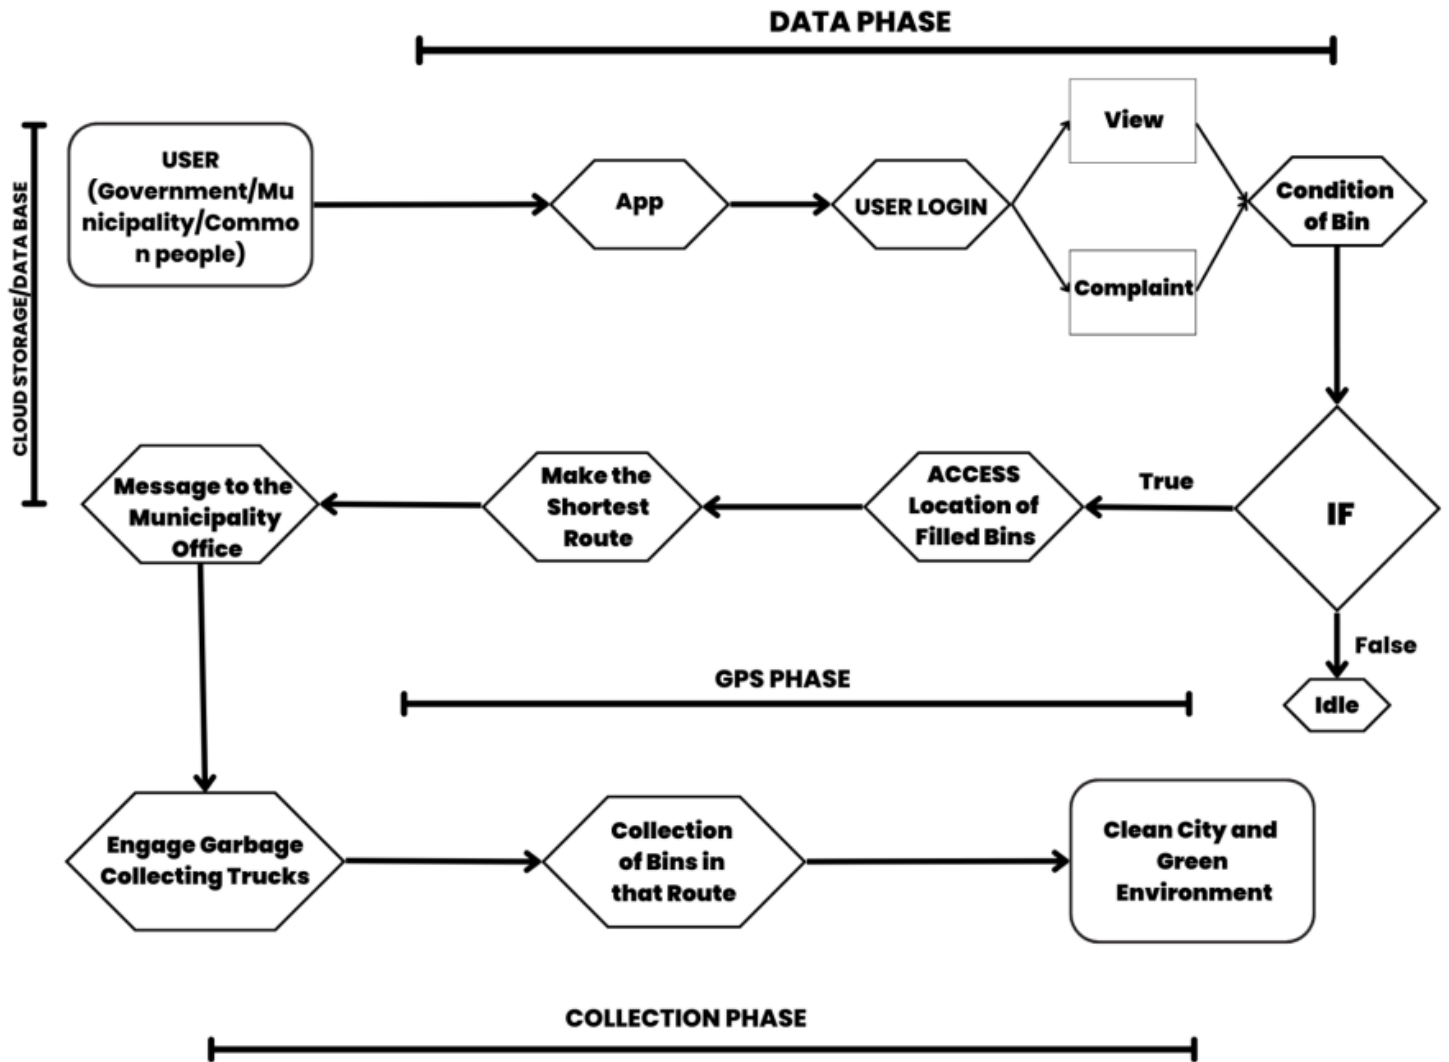 DATA PHASE
CLOUD STORAGE/DATA BASE
USER
(Government/Mu
nicipality/Commo
n people)
App
USER LOGIN
View
Complaint
Condition
of Bin
IF
True
False
Idle
ACCESS
Location of
Filled Bins
Make the
Shortest
Route
Message to the
Municipality
Office
GPS PHASE
Engage Garbage
Collecting Trucks
Collection
of Bins in
that Route
Clean City and
Green
Environment
COLLECTION PHASE